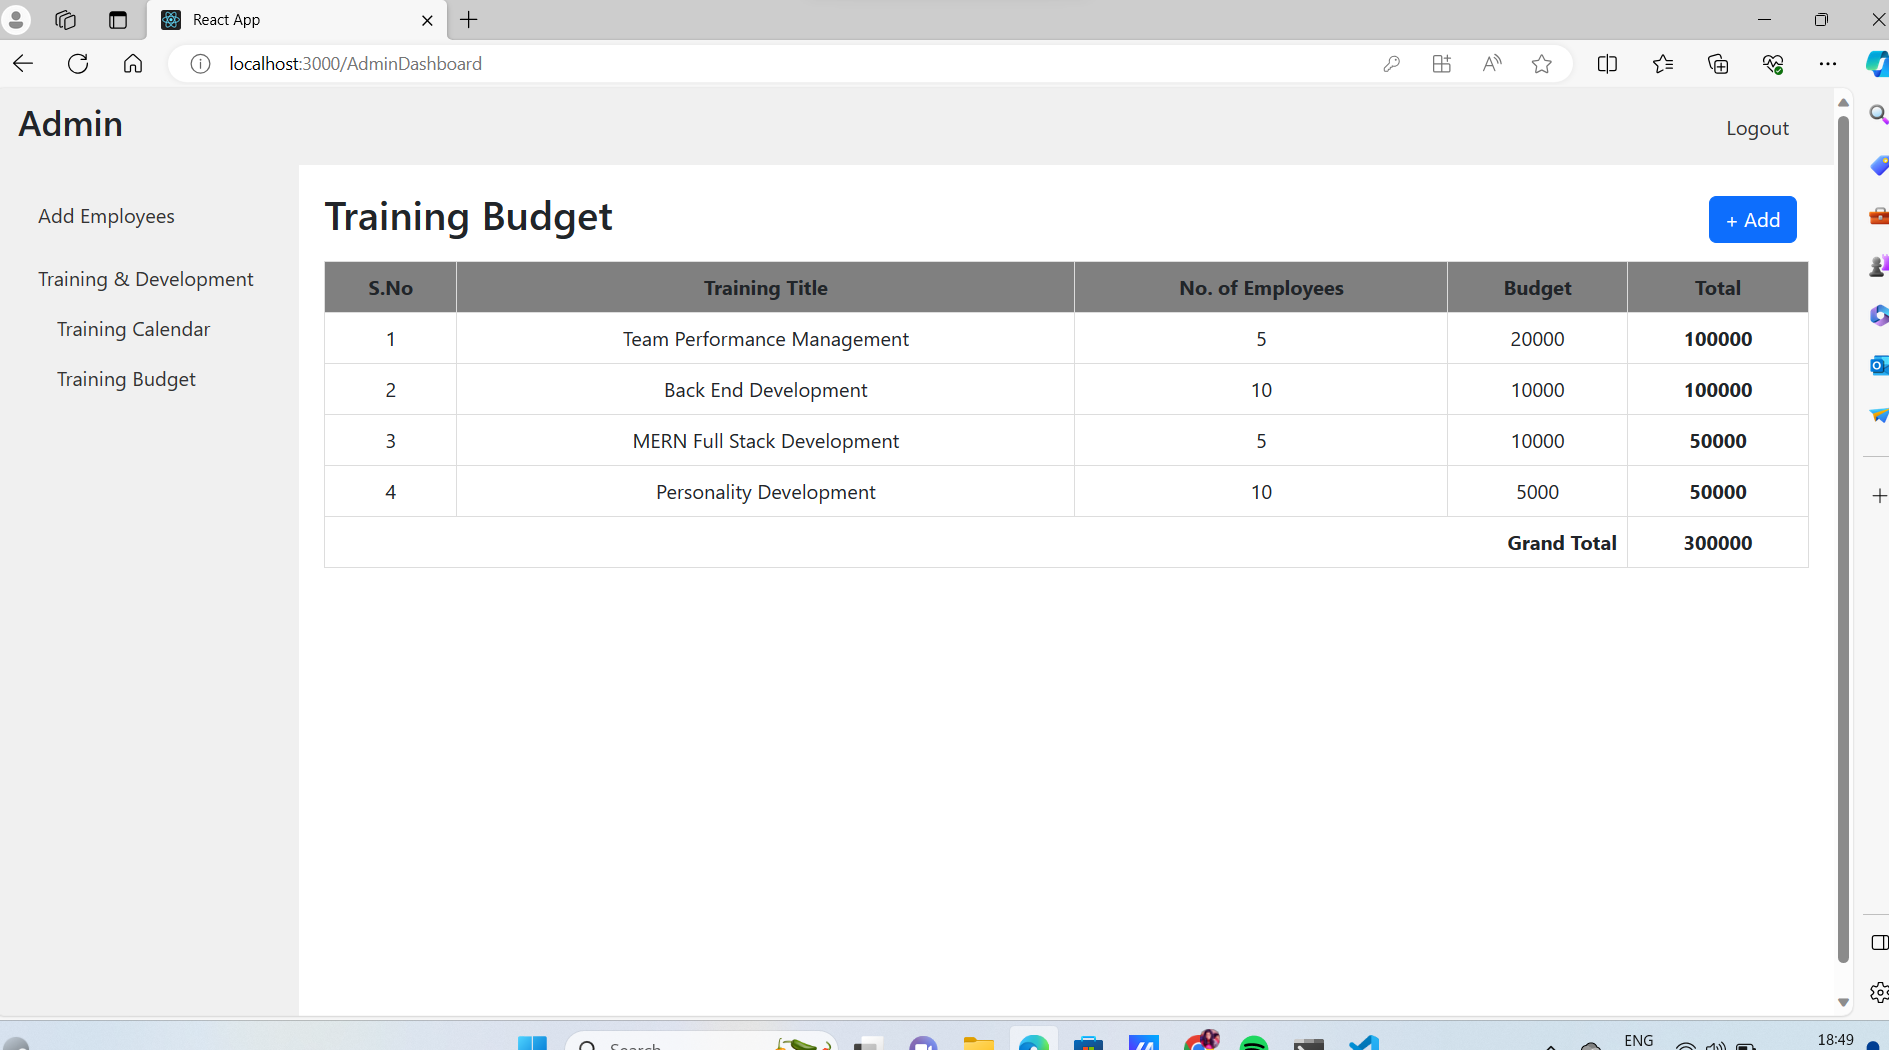 React App
localhost:3000/AdminDashboard
Admin
Logout
Add Employees
Training & Development
Training Calendar
Training Budget
Training Budget
+ Add
S.No Training Title No. of Employees Budget Total
1 Team Performance Management 5 20000 100000
2 Back End Development 10 10000 100000
3 MERN Full Stack Development 5 10000 50000
4 Personality Development 10 5000 50000
Grand Total 300000
Search
ENG
18:49